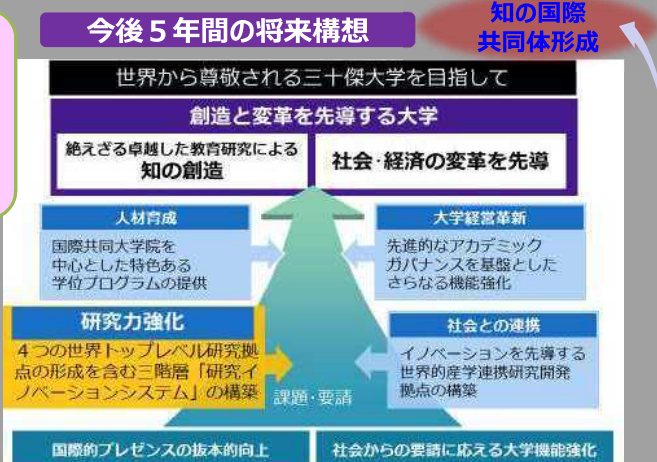 今後５年間の将来構想
知の国際
共同体形成
世界から尊敬される三十傑大学を目指して
創造と変革を先導する大学
絶えざる卓越した教育研究による
知の創造
社会・経済の変革を先導
人材育成
国際共同大学院を
中心とした特色ある
学位プログラムの提供
大学経営革新
先進的なアカデミック
ガバナンスを基盤とした
さらなる機能強化
研究力強化
４つの世界トップレベル研究拠
点の形成を含む三階層「研究イ
ノベーションシステム」の構築
社会との連携
イノベーションを先導する
世界的産学連携研究開発
拠点の構築
課題・要請
国際的プレゼンスの抜本的向上
社会からの要請に応える大学機能強化